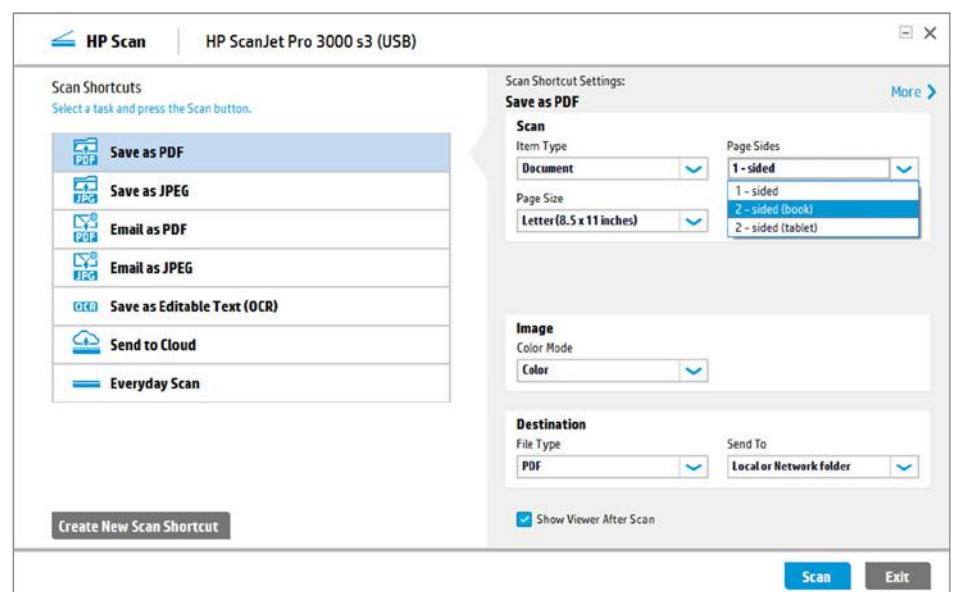 HP Scan
HP ScanJet Pro 3000 s3 (USB)
Scan Shortcuts
Select a task and press the Scan button.
PDF
Save as PDF
JPG
Save as JPEG
PDF
Email as PDF
JPG
Email as JPEG
OCR
Save as Editable Text (OCR)
Send to Cloud
Everyday Scan
Create New Scan Shortcut
Scan Shortcut Settings:
More
Save as PDF
Scan
Item Type
Page Sides
Document
1 - sided
1 - sided
2 - sided (book)
2 - sided (tablet)
Page Size
Letter(8.5 x 11 inches)
Image
Color Mode
Color
Destination
File Type
Send To
PDF
Local or Network folder
Show Viewer After Scan
Scan
Exit